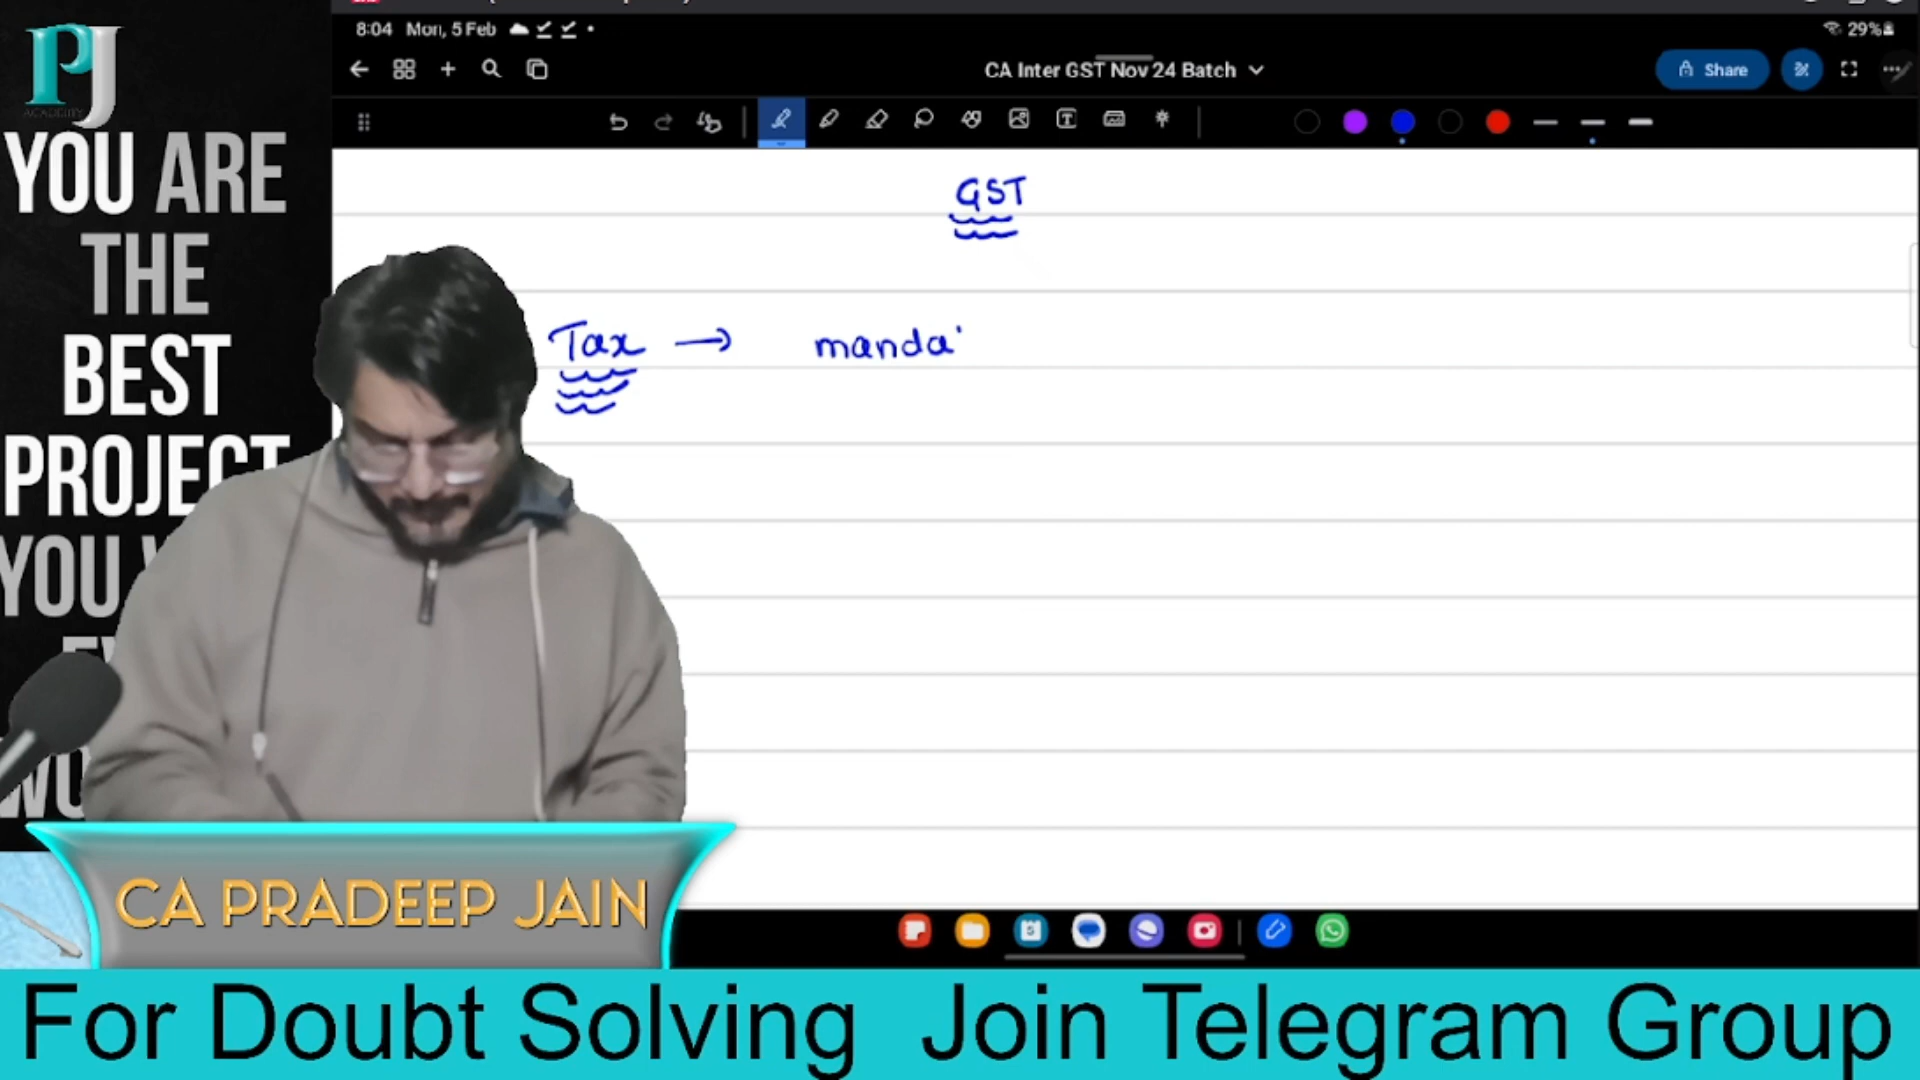 PJ
ACADEMY
YOU ARE
THE
BEST
PROJECT
YOU
8:04 Mon, 5 Feb
29%
CA Inter GST Nov 24 Batch
Share
GST
Tax → manda
CA PRADEEP JAIN
For Doubt Solving Join Telegram Group